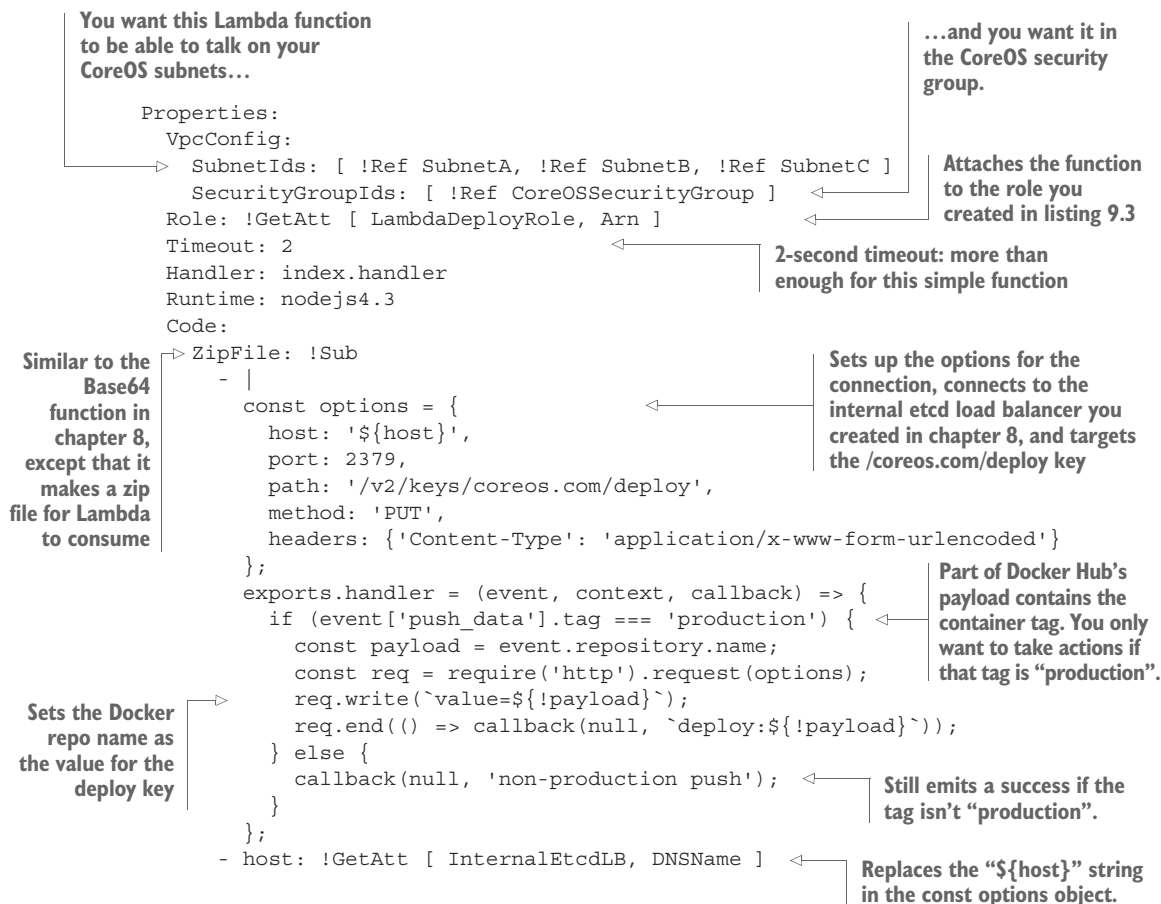 You want this Lambda function
to be able to talk on your
CoreOS subnets…
…and you want it in
the CoreOS security
group.
Properties:
  VpcConfig:
    SubnetIds: [ !Ref SubnetA, !Ref SubnetB, !Ref SubnetC ]
    SecurityGroupIds: [ !Ref CoreOSSecurityGroup ]
Attaches the function
to the role you
created in listing 9.3
  Role: !GetAtt [ LambdaDeployRole, Arn ]
  Timeout: 2
2-second timeout: more than
enough for this simple function
  Handler: index.handler
  Runtime: nodejs4.3
  Code:
    ZipFile: !Sub
Similar to the
Base64
function in
chapter 8,
except that it
makes a zip
file for Lambda
to consume
      - |
        const options = {
Sets up the options for the
connection, connects to the
internal etcd load balancer you
created in chapter 8, and targets
the /coreos.com/deploy key
          host: '${host}',
          port: 2379,
          path: '/v2/keys/coreos.com/deploy',
          method: 'PUT',
          headers: {'Content-Type': 'application/x-www-form-urlencoded'}
        };
        exports.handler = (event, context, callback) => {
          if (event['push_data'].tag === 'production') {
Part of Docker Hub’s
payload contains the
container tag. You only
want to take actions if
that tag is “production”.
            const payload = event.repository.name;
            const req = require('http').request(options);
            req.write(`value=${!payload}`);
Sets the Docker
repo name as
the value for the
deploy key
            req.end(() => callback(null, `deploy:${!payload}`));
          } else {
            callback(null, 'non-production push');
Still emits a success if the
tag isn’t “production”.
          }
        };
      - host: !GetAtt [ InternalEtcdLB, DNSName ]
Replaces the “${host}” string
in the const options object.